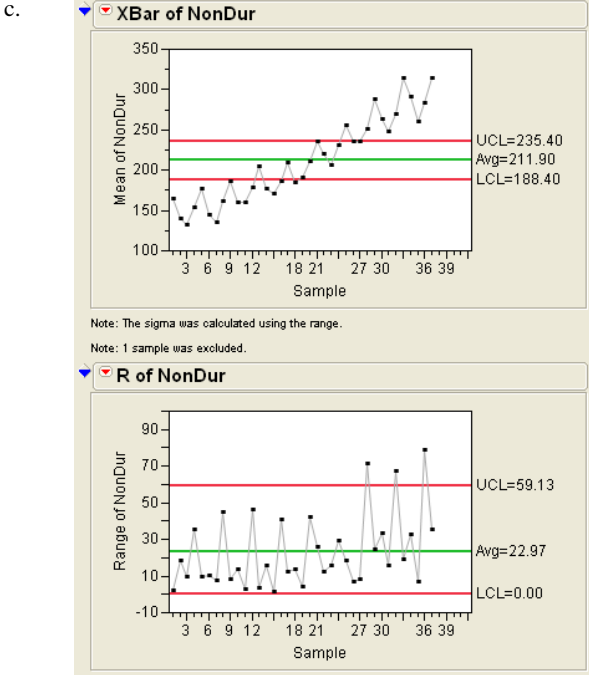 c.
XBar of NonDur
350
300
250
200
150
100
Mean of NonDur
UCL=235.40
Avg=211.90
LCL=188.40
3 6 9 12 18 21 27 30 36 39
Sample
Note: The sigma was calculated using the range.
Note: 1 sample was excluded.
R of NonDur
90
70
50
30
10
-10
Range of NonDur
UCL=59.13
Avg=22.97
LCL=0.00
3 6 9 12 18 21 27 30 36 39
Sample